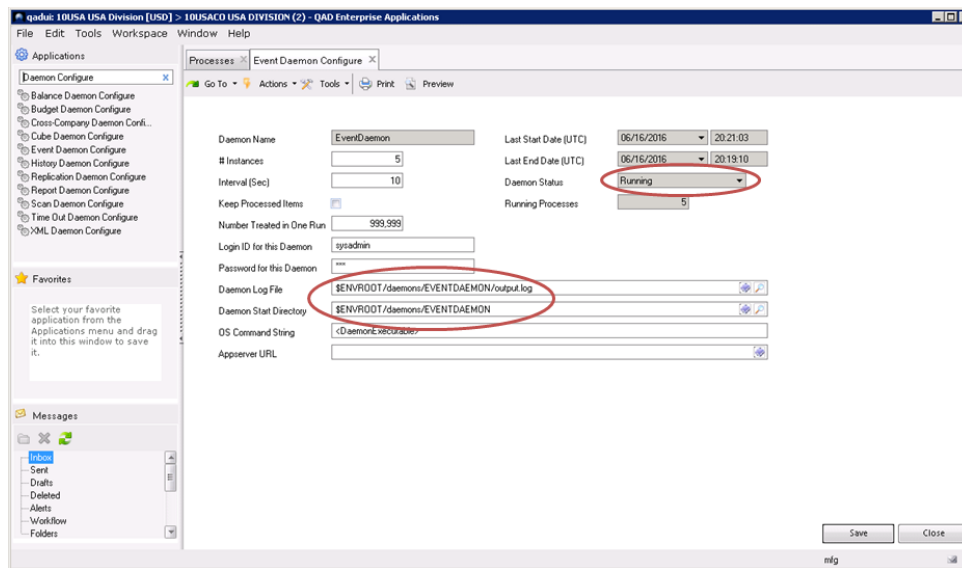 qadui: 10USA USA Division [USD] > 10USACO USA DIVISION (2) - QAD Enterprise Applications
File Edit Tools Workspace Window Help
Applications
Daemon Configure
Balance Daemon Configure
Budget Daemon Configure
Cross-Company Daemon Confi...
Cube Daemon Configure
Event Daemon Configure
History Daemon Configure
Replication Daemon Configure
Report Daemon Configure
Scan Daemon Configure
Time Out Daemon Configure
XML Daemon Configure
Favorites
Select your favorite
application from the
Applications menu and drag
it into this window to save
it.
Messages
Inbox
Sent
Drafts
Deleted
Alerts
Workflow
Folders
Processes Event Daemon Configure
Go To Actions Tools Print Preview
Daemon Name EventDaemon Last Start Date (UTC) 06/16/2016 20:21:03
# Instances 5 Last End Date (UTC) 06/16/2016 20:19:10
Interval (Sec) 10 Daemon Status Running
Keep Processed Items Running Processes 5
Number Treated in One Run 999,999
Login ID for this Daemon sysadmin
Password for this Daemon ***
Daemon Log File $ENVROOT/daemons/EVENTDAEMON/output.log
Daemon Start Directory $ENVROOT/daemons/EVENTDAEMON
OS Command String <DaemonExecutable>
Appserver URL
Save Close
mfg